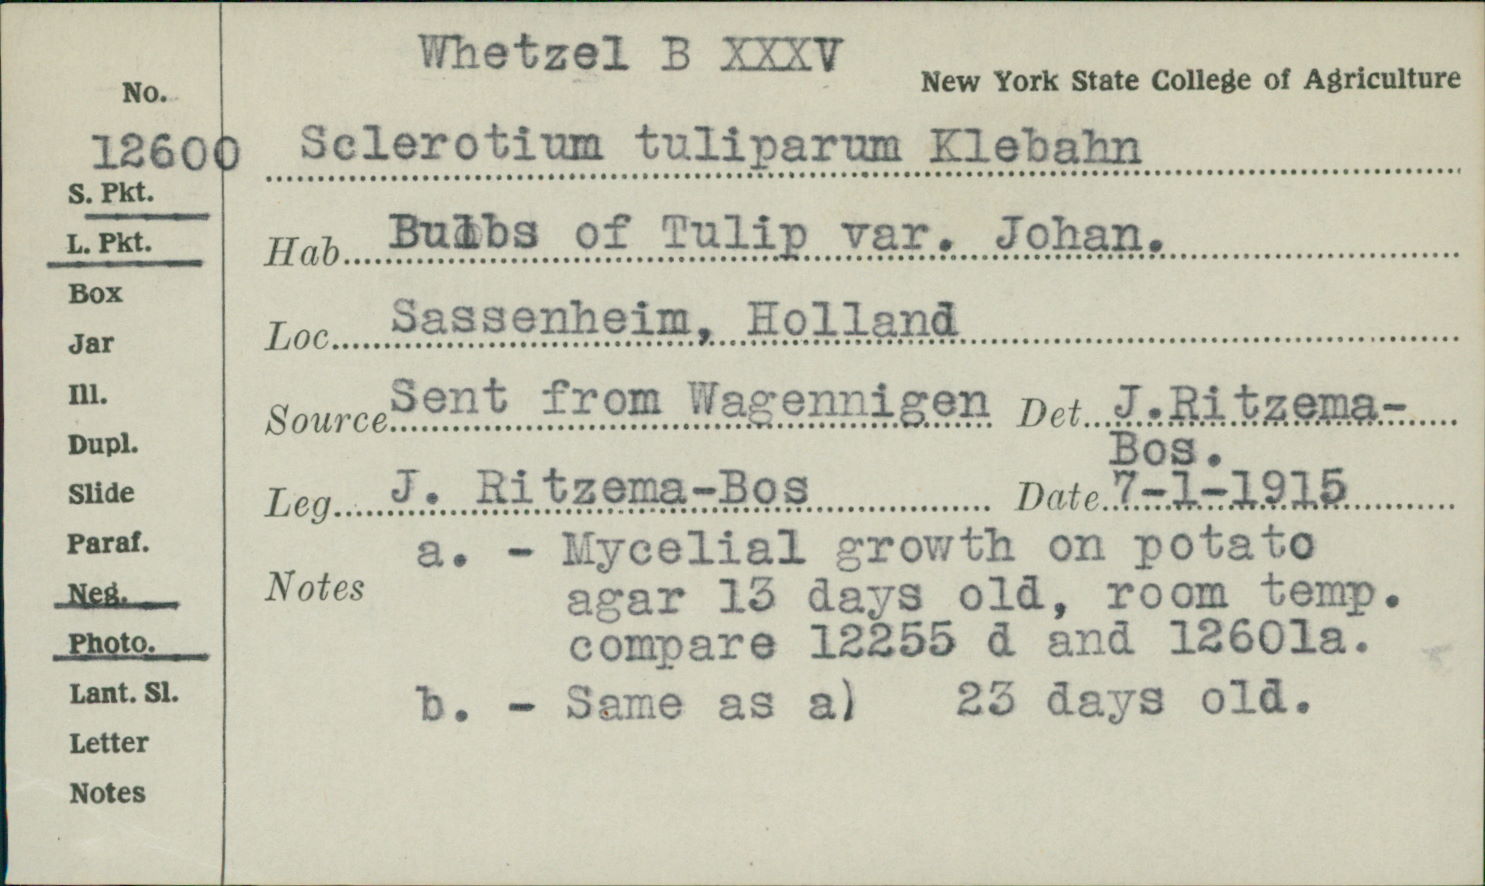 Whetzel B XXXV
New York State College of Agriculture
No.
12600 Sclerotium tuliparum Klebahn
S. Pkt.
L. Pkt.
Hab. Bulbs of Tulip var. Johan.
Box
Loc. Sassenheim, Holland
Jar
Ill.
Source Sent from Wagennigen Det. J.Ritzema-
Bos.
Dupl.
Slide
Leg. J. Ritzema-Bos Date 7-1-1915
Paraf.
Notes a. - Mycelial growth on potato
agar 13 days old, room temp.
compare 12255 d and 12601a.
Neg.
Photo.
b. - Same as a) 23 days old.
Lant. Sl.
Letter
Notes